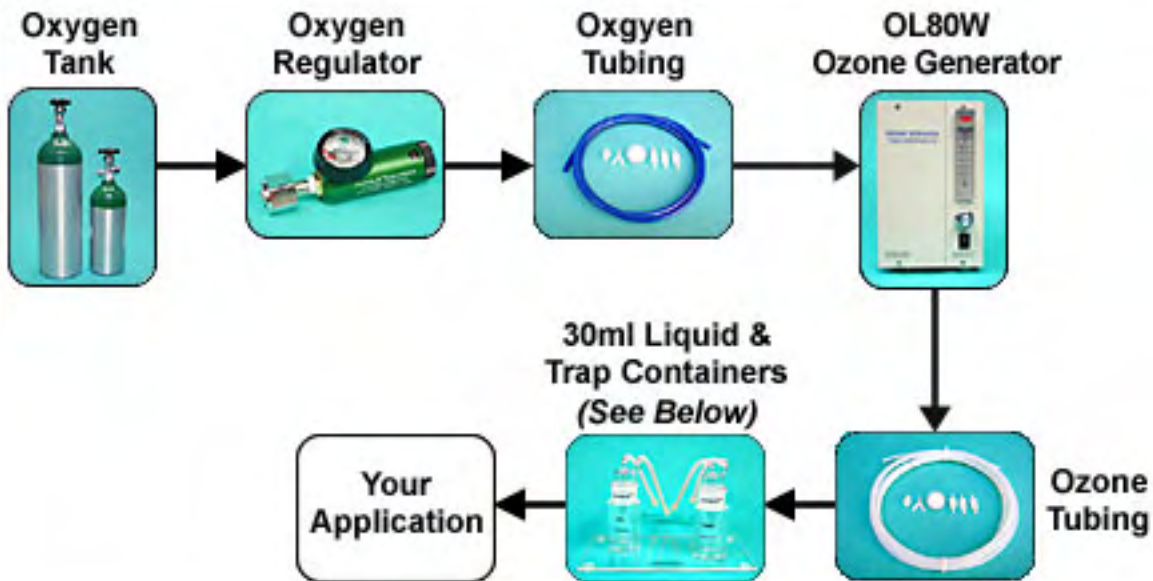 Oxygen
Tank
Oxygen
Regulator
Oxgyen
Tubing
OL80W
Ozone Generator
30ml Liquid &
Trap Containers
(See Below)
Your
Application
Ozone
Tubing